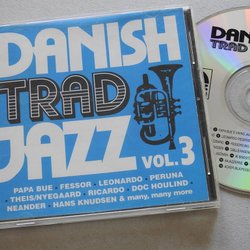 DANISH
TRAD
JAZZ
VOL. 3
PAPA BUE · FESSOR · LEONARDO · PERUNA
· THEIS/NYEGAARD · RICARDO · DOC HOULIND ·
NEANDER · HANS KNUDSEN & many, many more
DAN
TRAD